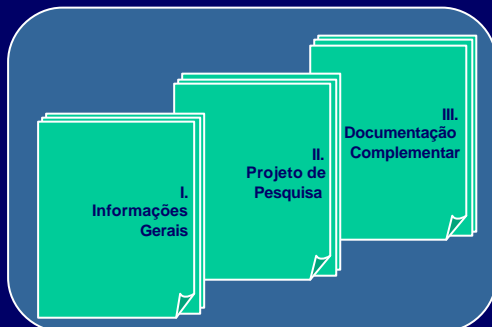 I.
Informações
Gerais
II.
Projeto de
Pesquisa
III.
Documentação
Complementar